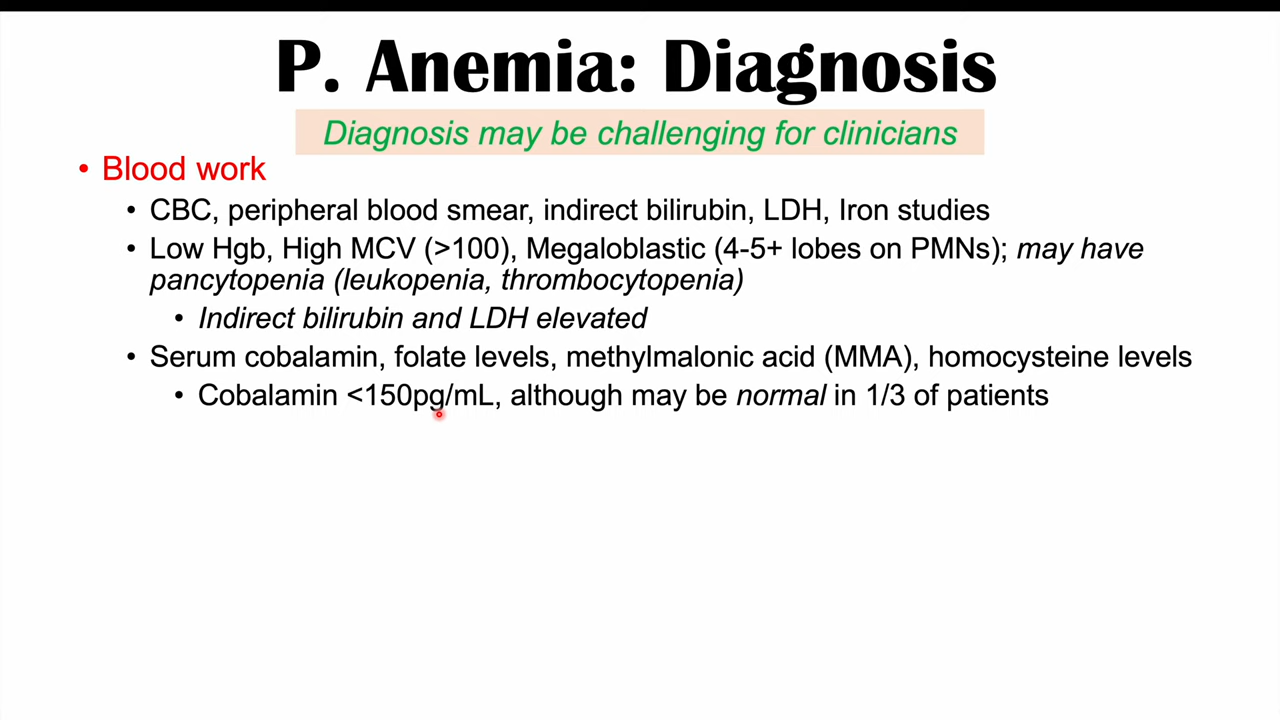 P. Anemia: Diagnosis
Diagnosis may be challenging for clinicians
• Blood work
• CBC, peripheral blood smear, indirect bilirubin, LDH, Iron studies
• Low Hgb, High MCV (>100), Megaloblastic (4-5+ lobes on PMNs); may have
pancytopenia (leukopenia, thrombocytopenia)
• Indirect bilirubin and LDH elevated
• Serum cobalamin, folate levels, methylmalonic acid (MMA), homocysteine levels
• Cobalamin <150pg/mL, although may be normal in 1/3 of patients